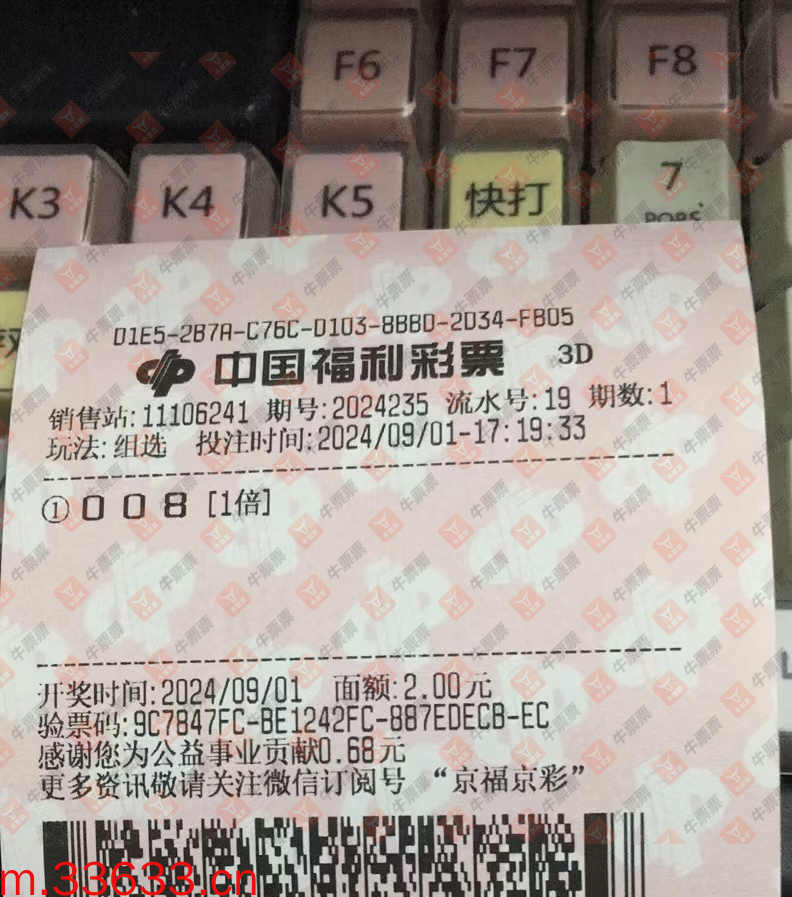 F6 F7 F8
K3 K4 K5 快打 7
D1E5-2B7A-C76C-D103-8BBD-2D34-FB05
中国福利彩票 3D
销售站:11106241 期号:2024235 流水号:19 期数:1
玩法:组选 投注时间:2024/09/01-17:19:33
① 0 0 8 [1倍]
开奖时间:2024/09/01 面额:2.00元
验票码:9C7847FC-BE1242FC-887EDECB-EC
感谢您为公益事业贡献0.68元
更多资讯敬请关注微信订阅号 “京福京彩”
m.33633.cn
牛票票